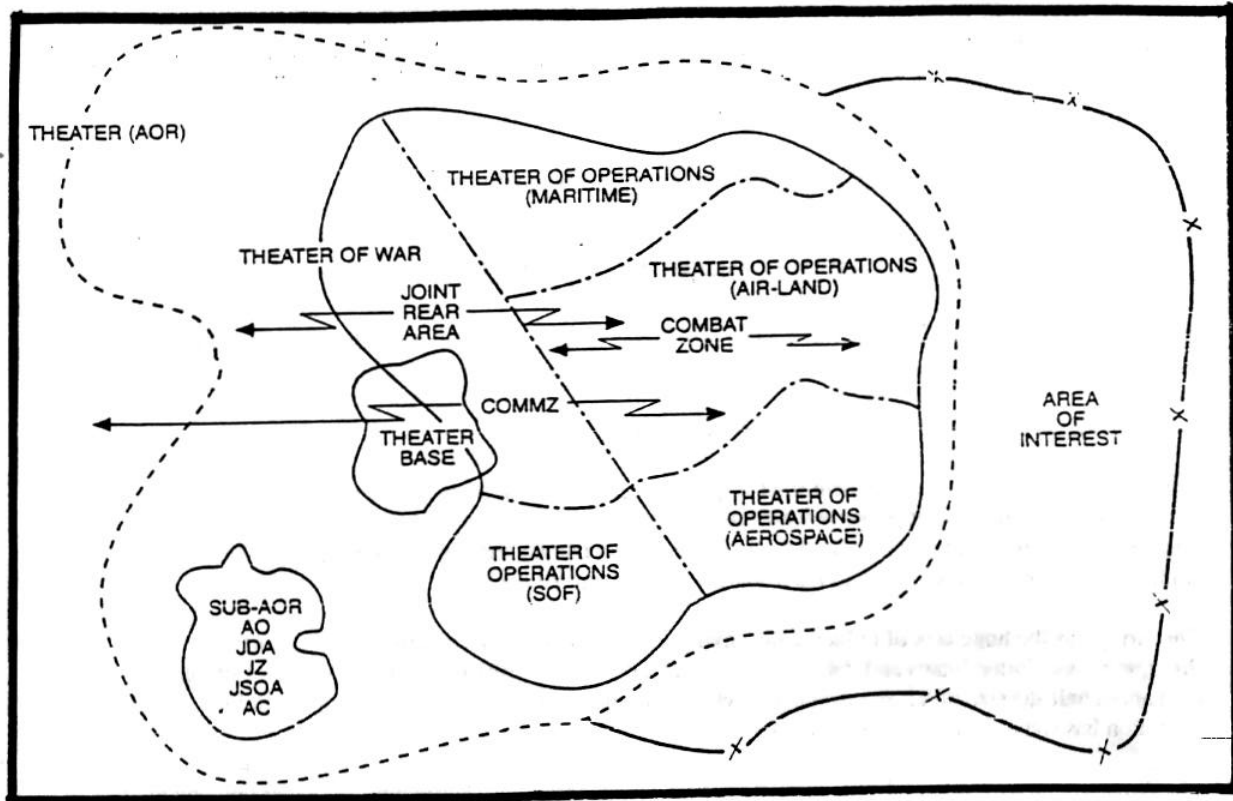 THEATER (AOR)
THEATER OF OPERATIONS
(MARITIME)
THEATER OF WAR
THEATER OF OPERATIONS
(AIR-LAND)
JOINT
REAR
AREA
COMBAT
ZONE
COMMZ
THEATER
BASE
AREA
OF
INTEREST
THEATER OF
OPERATIONS
(AEROSPACE)
THEATER OF
OPERATIONS
(SOF)
SUB-AOR
AO
JDA
JZ
JSOA
AC